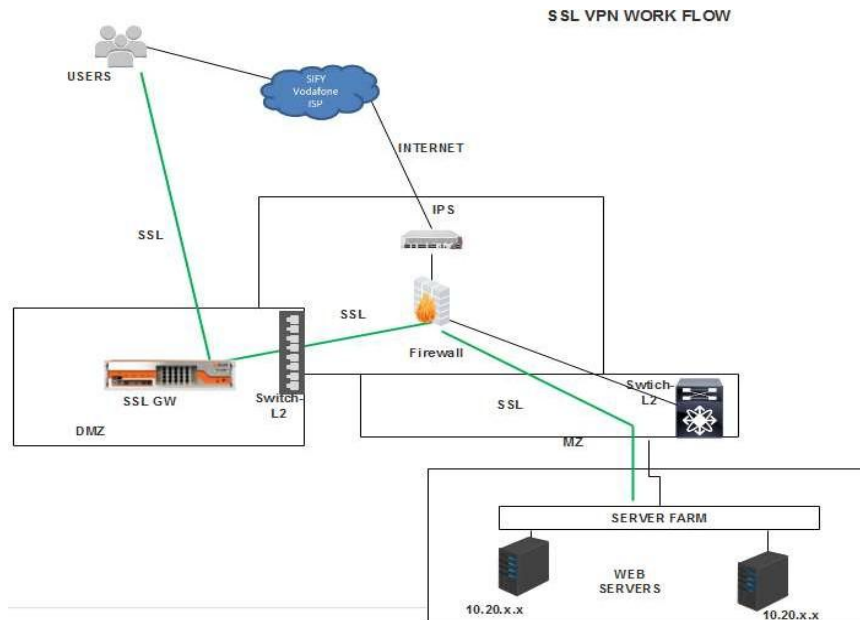 SSL VPN WORK FLOW
USERS
SIFY
Vodafone
ISP
INTERNET
IPS
SSL
SSL
Firewall
SSL GW
Switch-
L2
DMZ
SSL
Swtich-
L2
MZ
SERVER FARM
WEB
SERVERS
10.20.x.x
10.20.x.x